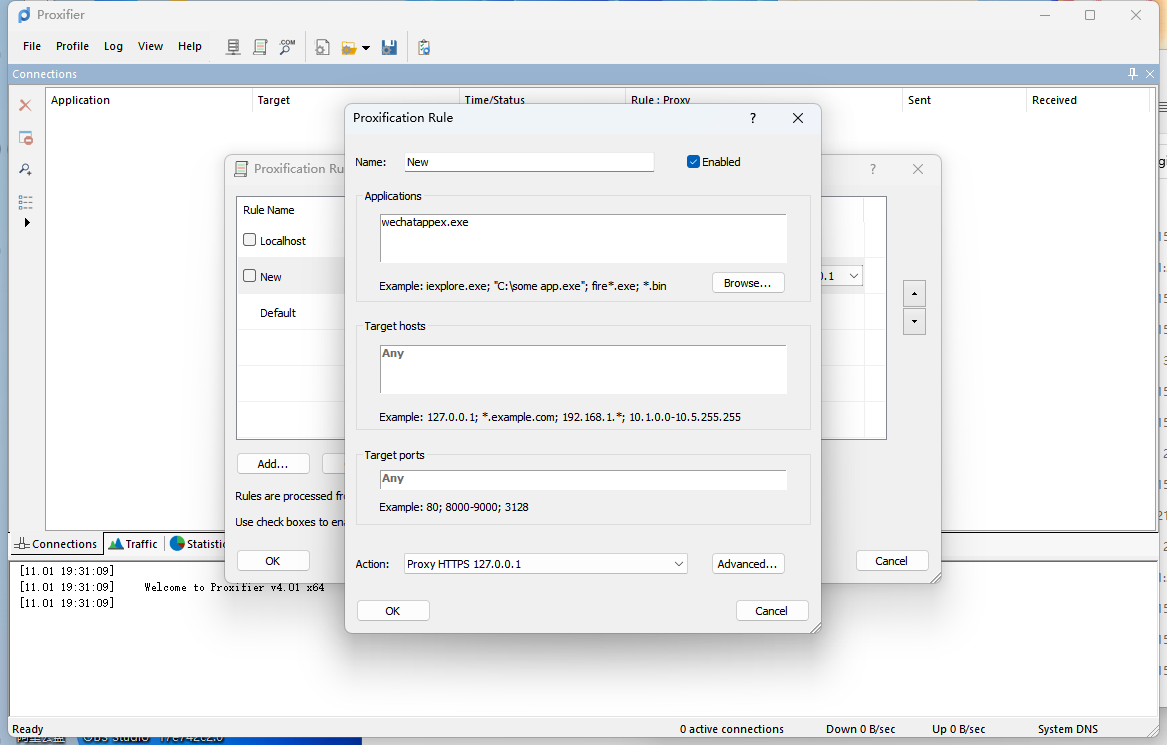 Proxifier
File Profile Log View Help
.COM
Connections
Application Target Time/Status Rule : Proxy Sent Received
Proxification Rule ? ×
Name: New Enabled
Proxification Ru ?
Applications
wechatappex.exe
Rule Name
Localhost
New
Default
Example: iexplore.exe; "C:\some app.exe"; fire*.exe; *.bin Browse...
0.1
Target hosts
Any
Example: 127.0.0.1; *.example.com; 192.168.1.*; 10.1.0.0-10.5.255.255
Target ports
Any
Example: 80; 8000-9000; 3128
Add...
Rules are processed fr
Use check boxes to ena
Action: Proxy HTTPS 127.0.0.1 Advanced...
OK Cancel
OK Cancel
Connections Traffic Statistic
[11.01 19:31:09]
[11.01 19:31:09] Welcome to Proxifier v4.01 x64
[11.01 19:31:09]
Ready 0 active connections Down 0 B/sec Up 0 B/sec System DNS